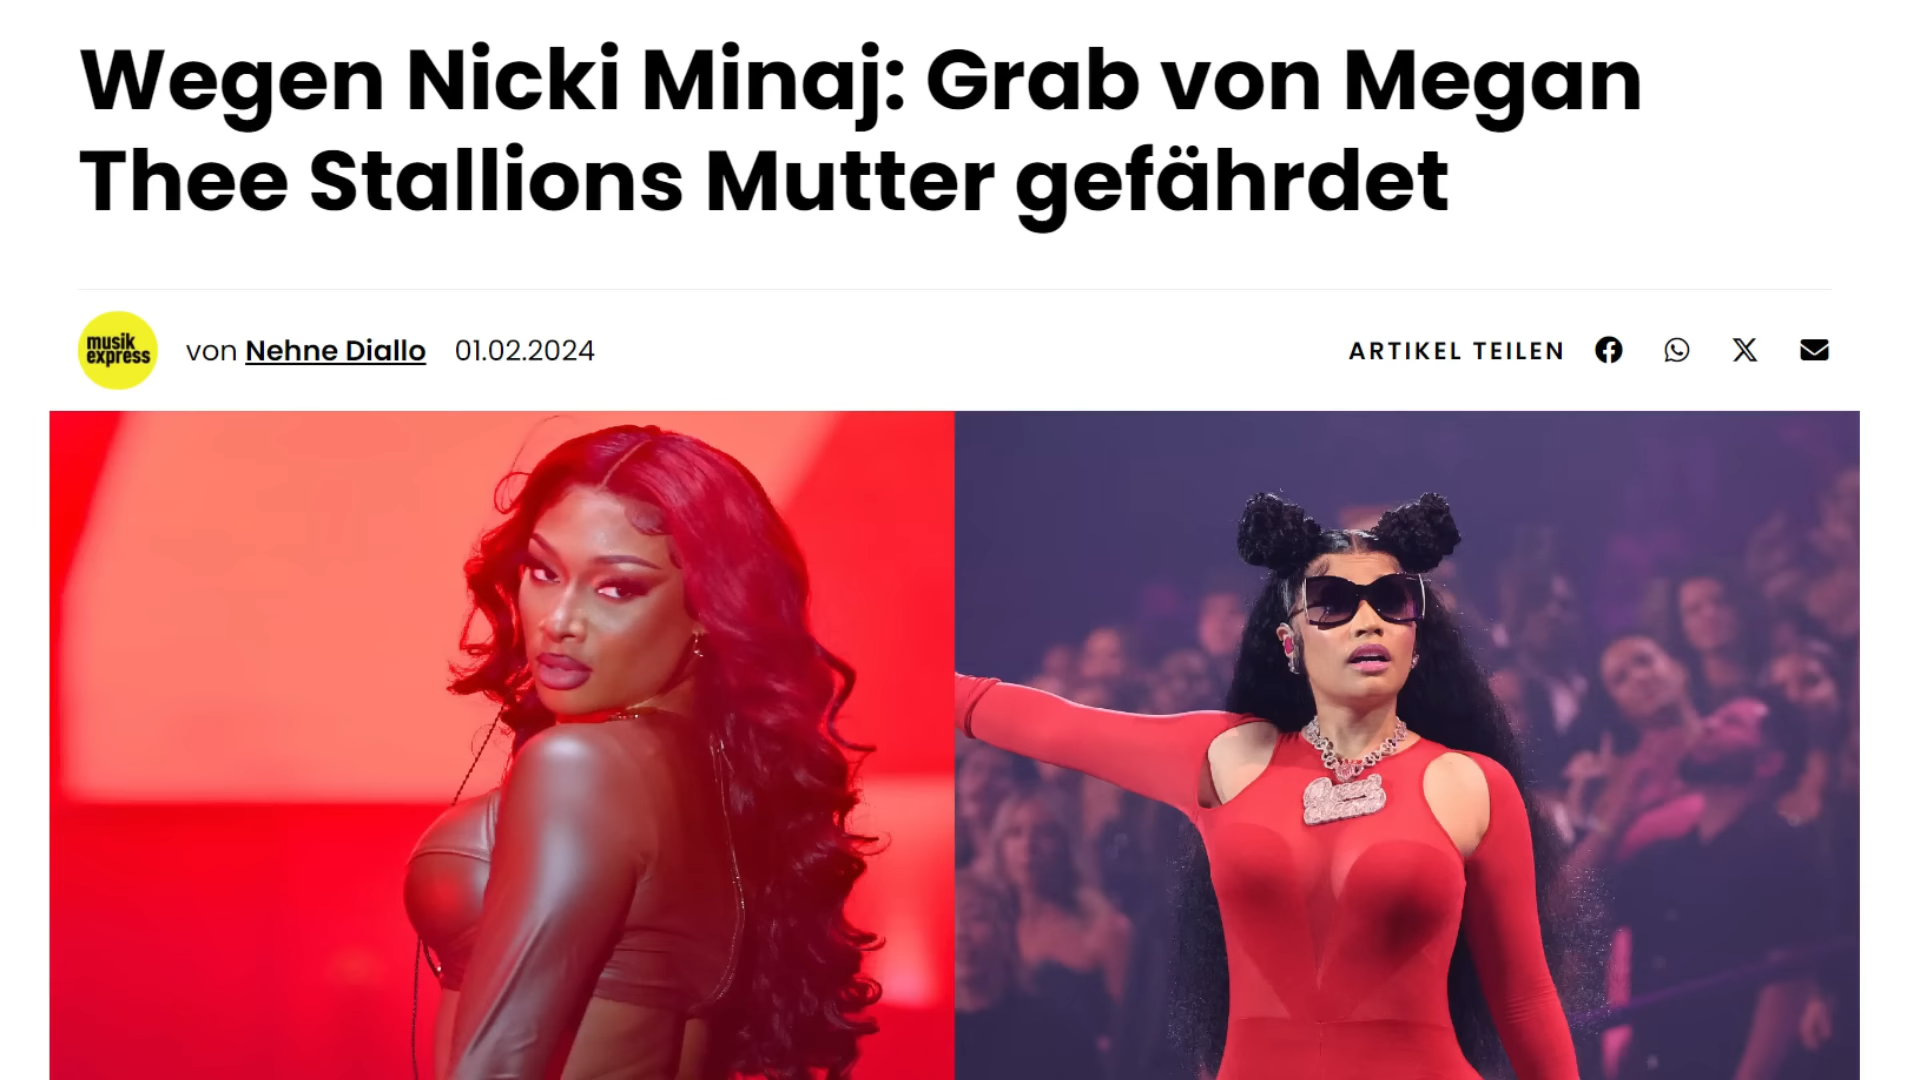 Wegen Nicki Minaj: Grab von Megan
Thee Stallions Mutter gefährdet
musik
express
von Nehne Diallo 01.02.2024
ARTIKEL TEILEN